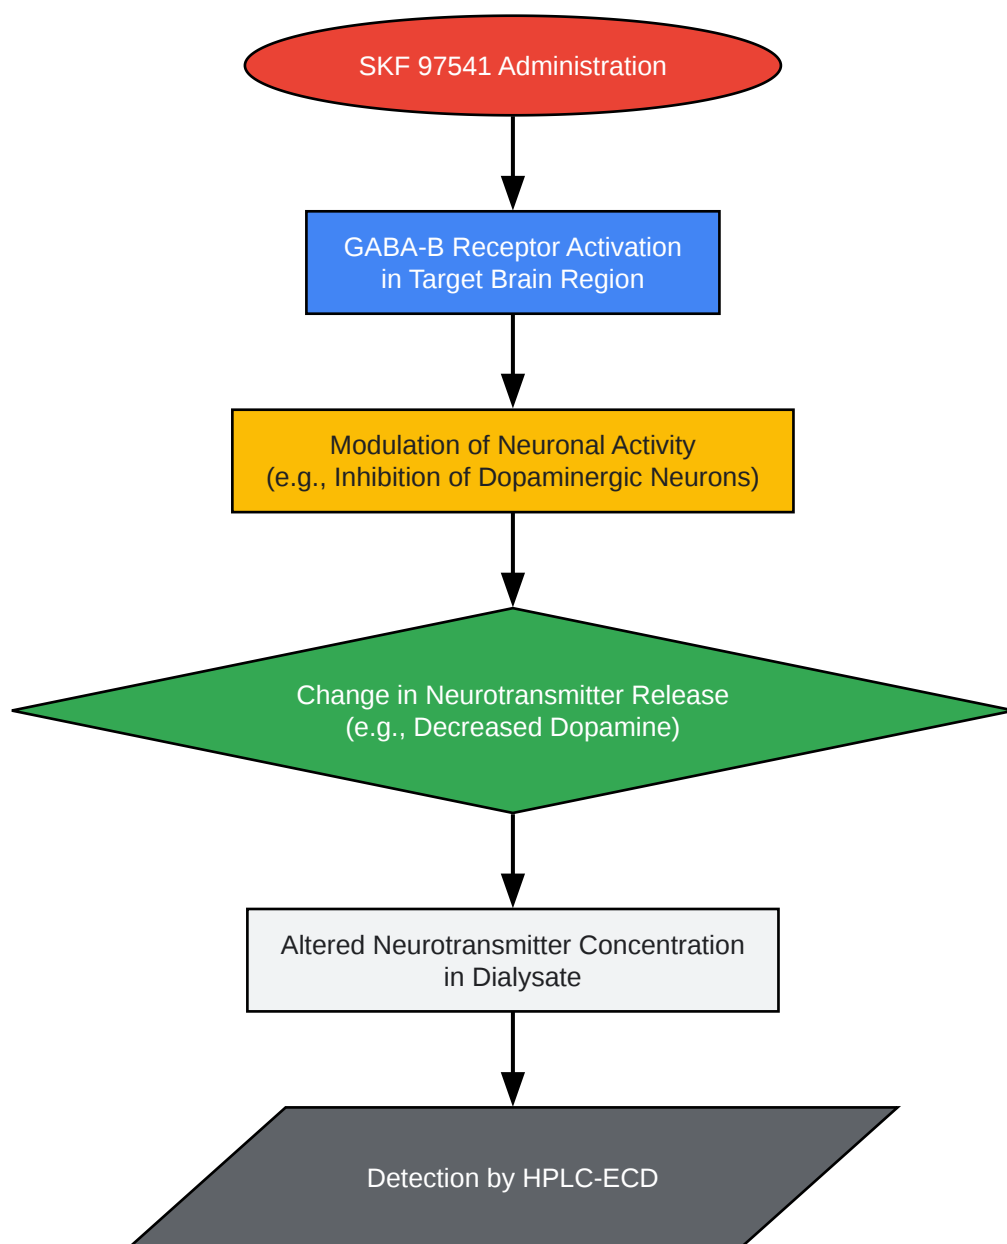 SKF 97541 Administration
GABA-B Receptor Activation
in Target Brain Region
Modulation of Neuronal Activity
(e.g., Inhibition of Dopaminergic Neurons)
Change in Neurotransmitter Release
(e.g., Decreased Dopamine)
Altered Neurotransmitter Concentration
in Dialysate
Detection by HPLC-ECD